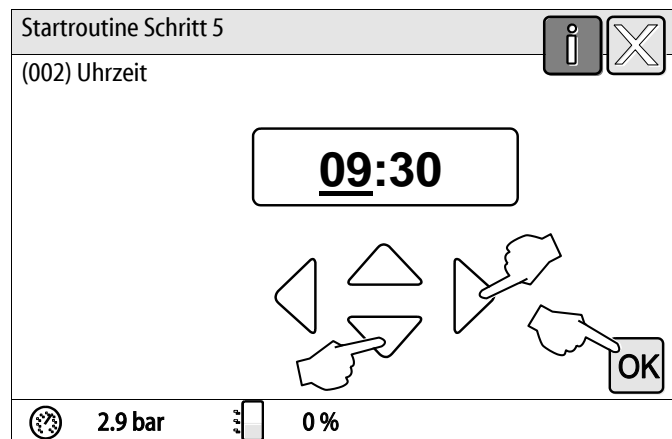 Startroutine Schritt 5
i
X
(002) Uhrzeit
09:30
OK
2.9 bar
0 %